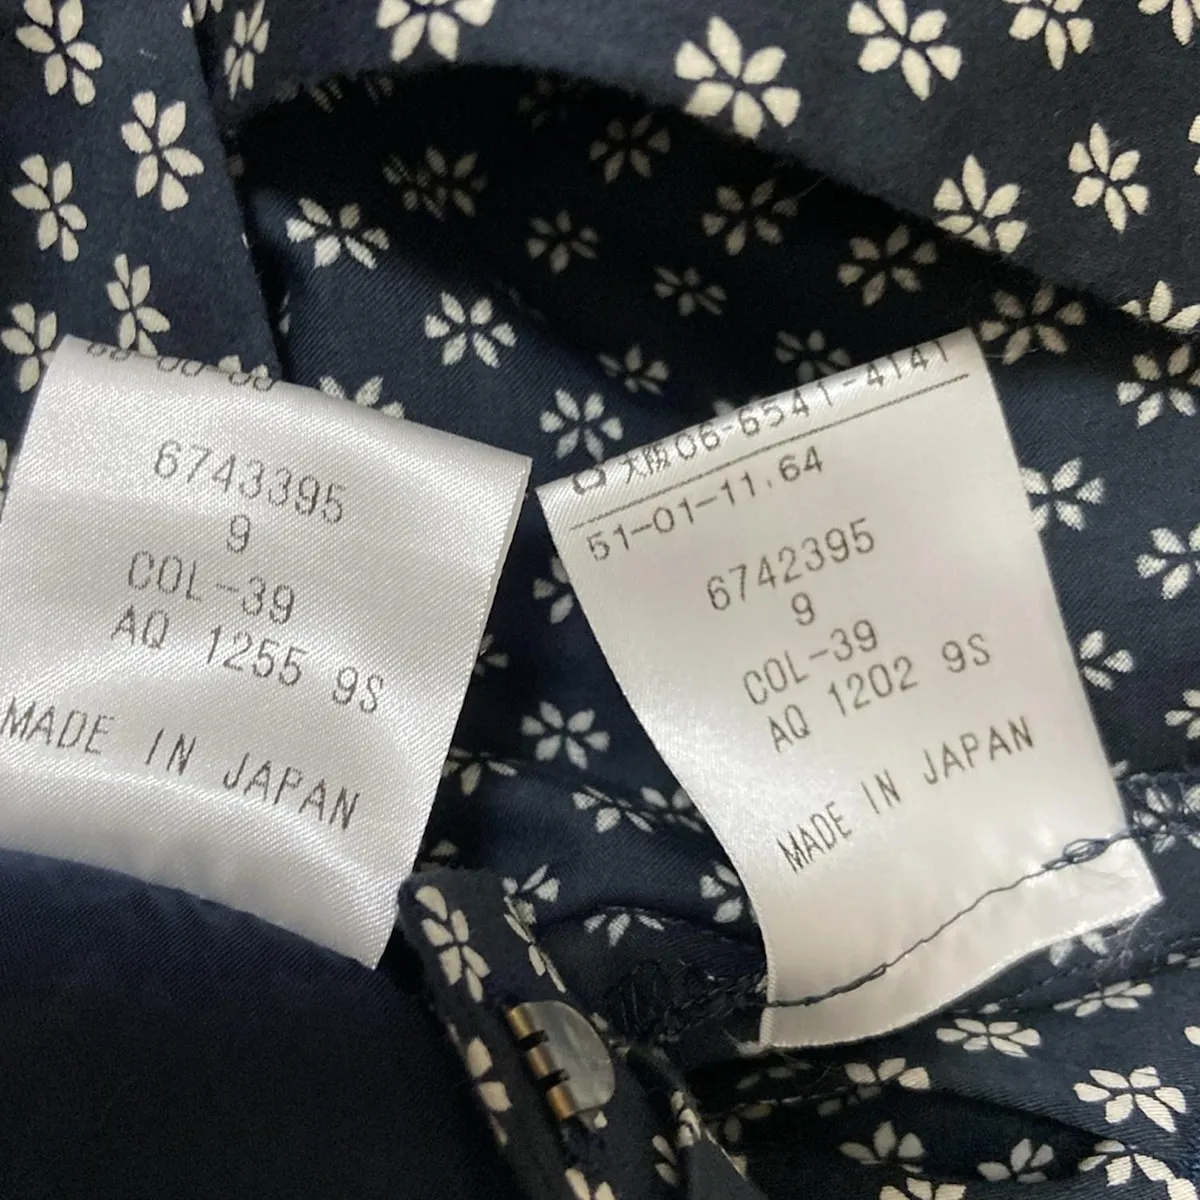 6743395
9
COL-39
AQ 1255 9S
MADE IN JAPAN
大阪06-6541-4141
51-01-11.64
6742395
9
COL-39
AQ 1202 9S
MADE IN JAPAN